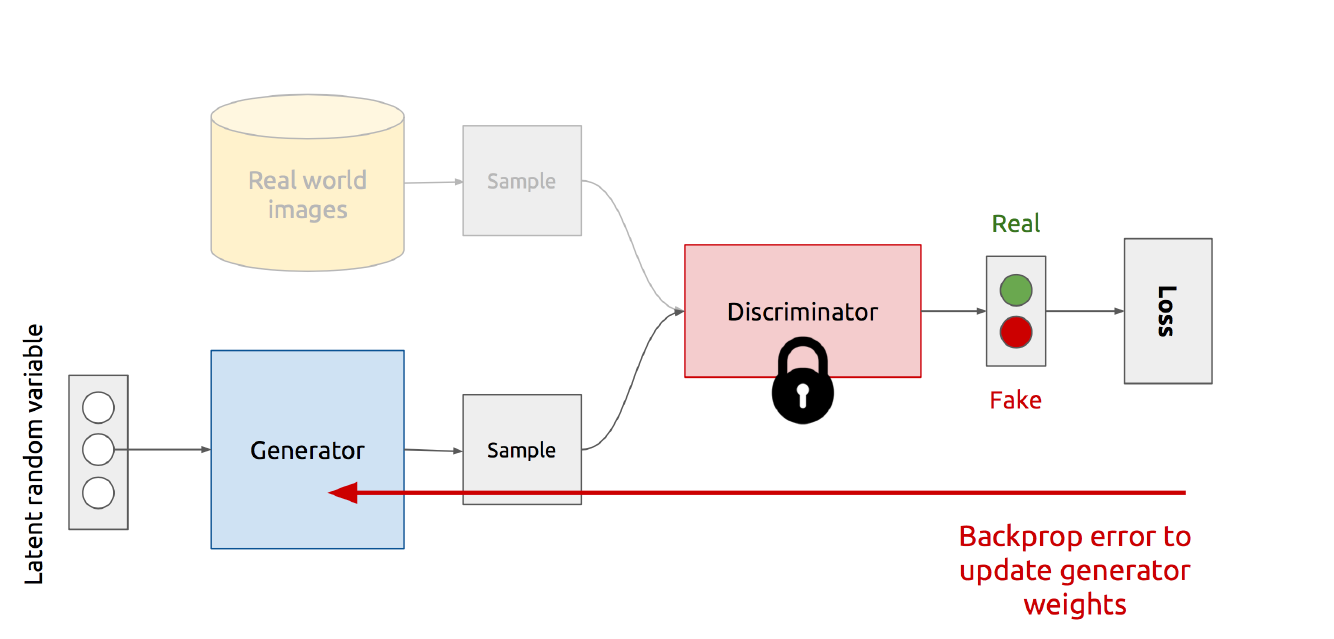 Real world
images
Sample
Real
Discriminator
Loss
Fake
Latent random variable
Generator
Sample
Backprop error to
update generator
weights